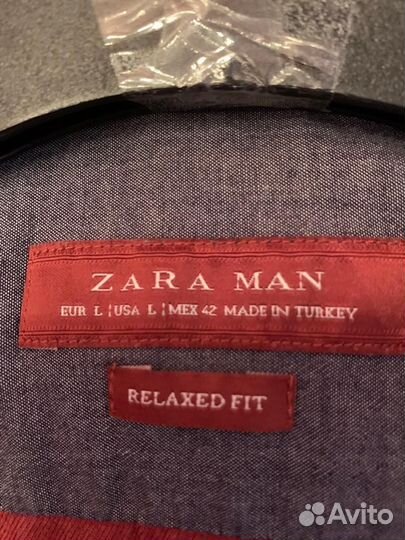 ZARA MAN
EUR L | USA L | MEX 42 MADE IN TURKEY
RELAXED FIT
Avito